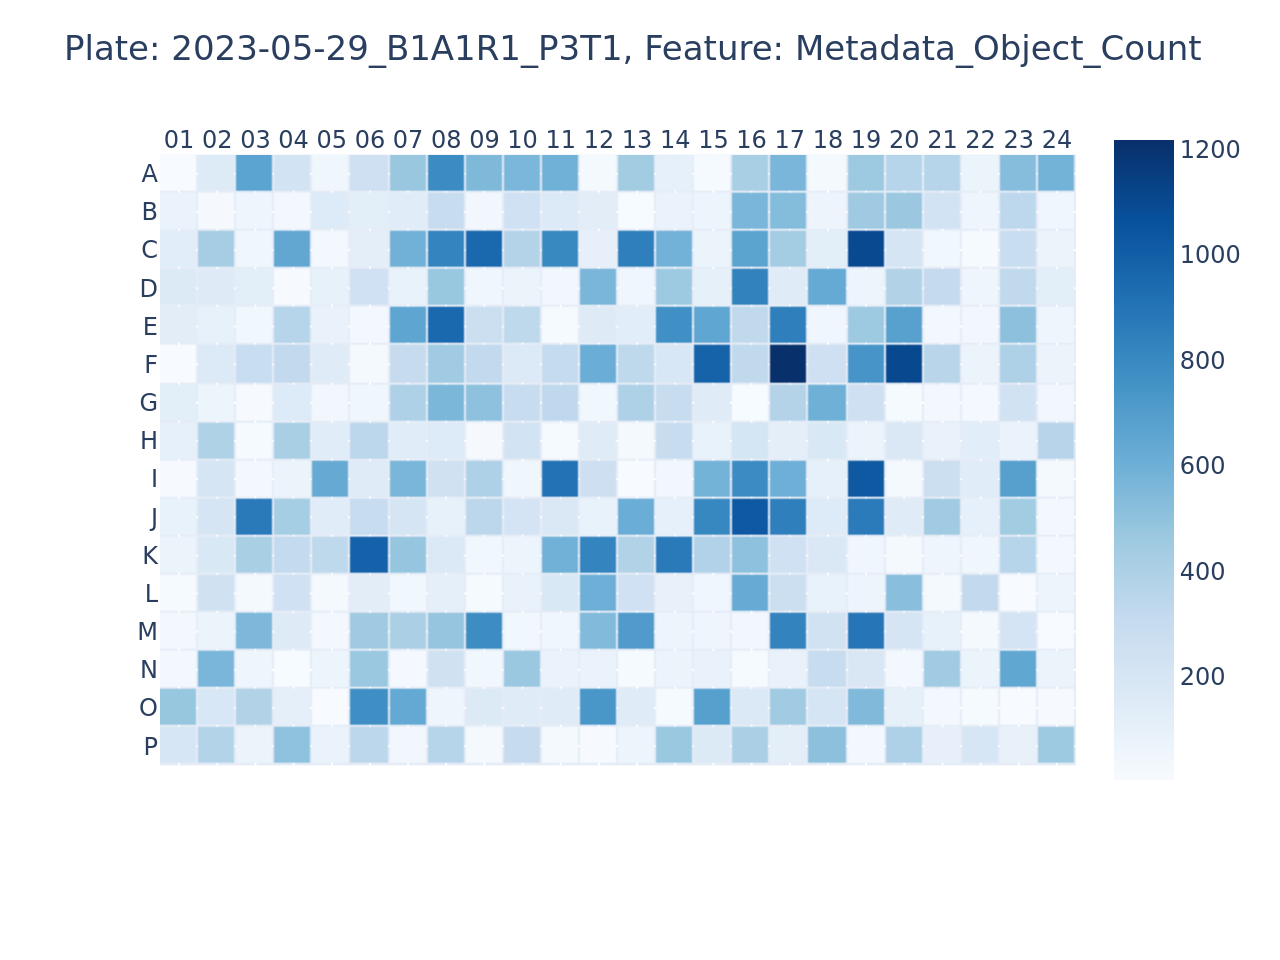 Plate: 2023-05-29_B1A1R1_P3T1, Feature: Metadata_Object_Count
01 02 03 04 05 06 07 08 09 10 11 12 13 14 15 16 17 18 19 20 21 22 23 24
A
B
C
D
E
F
G
H
I
J
K
L
M
N
O
P
1200
1000
800
600
400
200